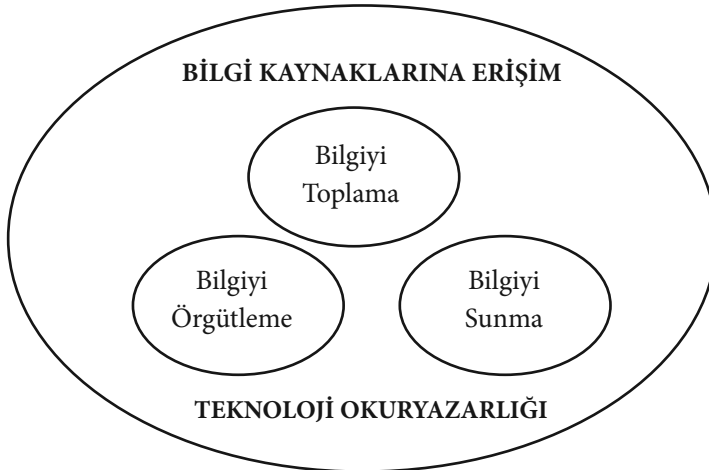 BİLGİ KAYNAKLARINA ERİŞİM
Bilgiyi
Toplama
Bilgiyi
Örgütleme
Bilgiyi
Sunma
TEKNOLOJİ OKURYAZARLIĞI